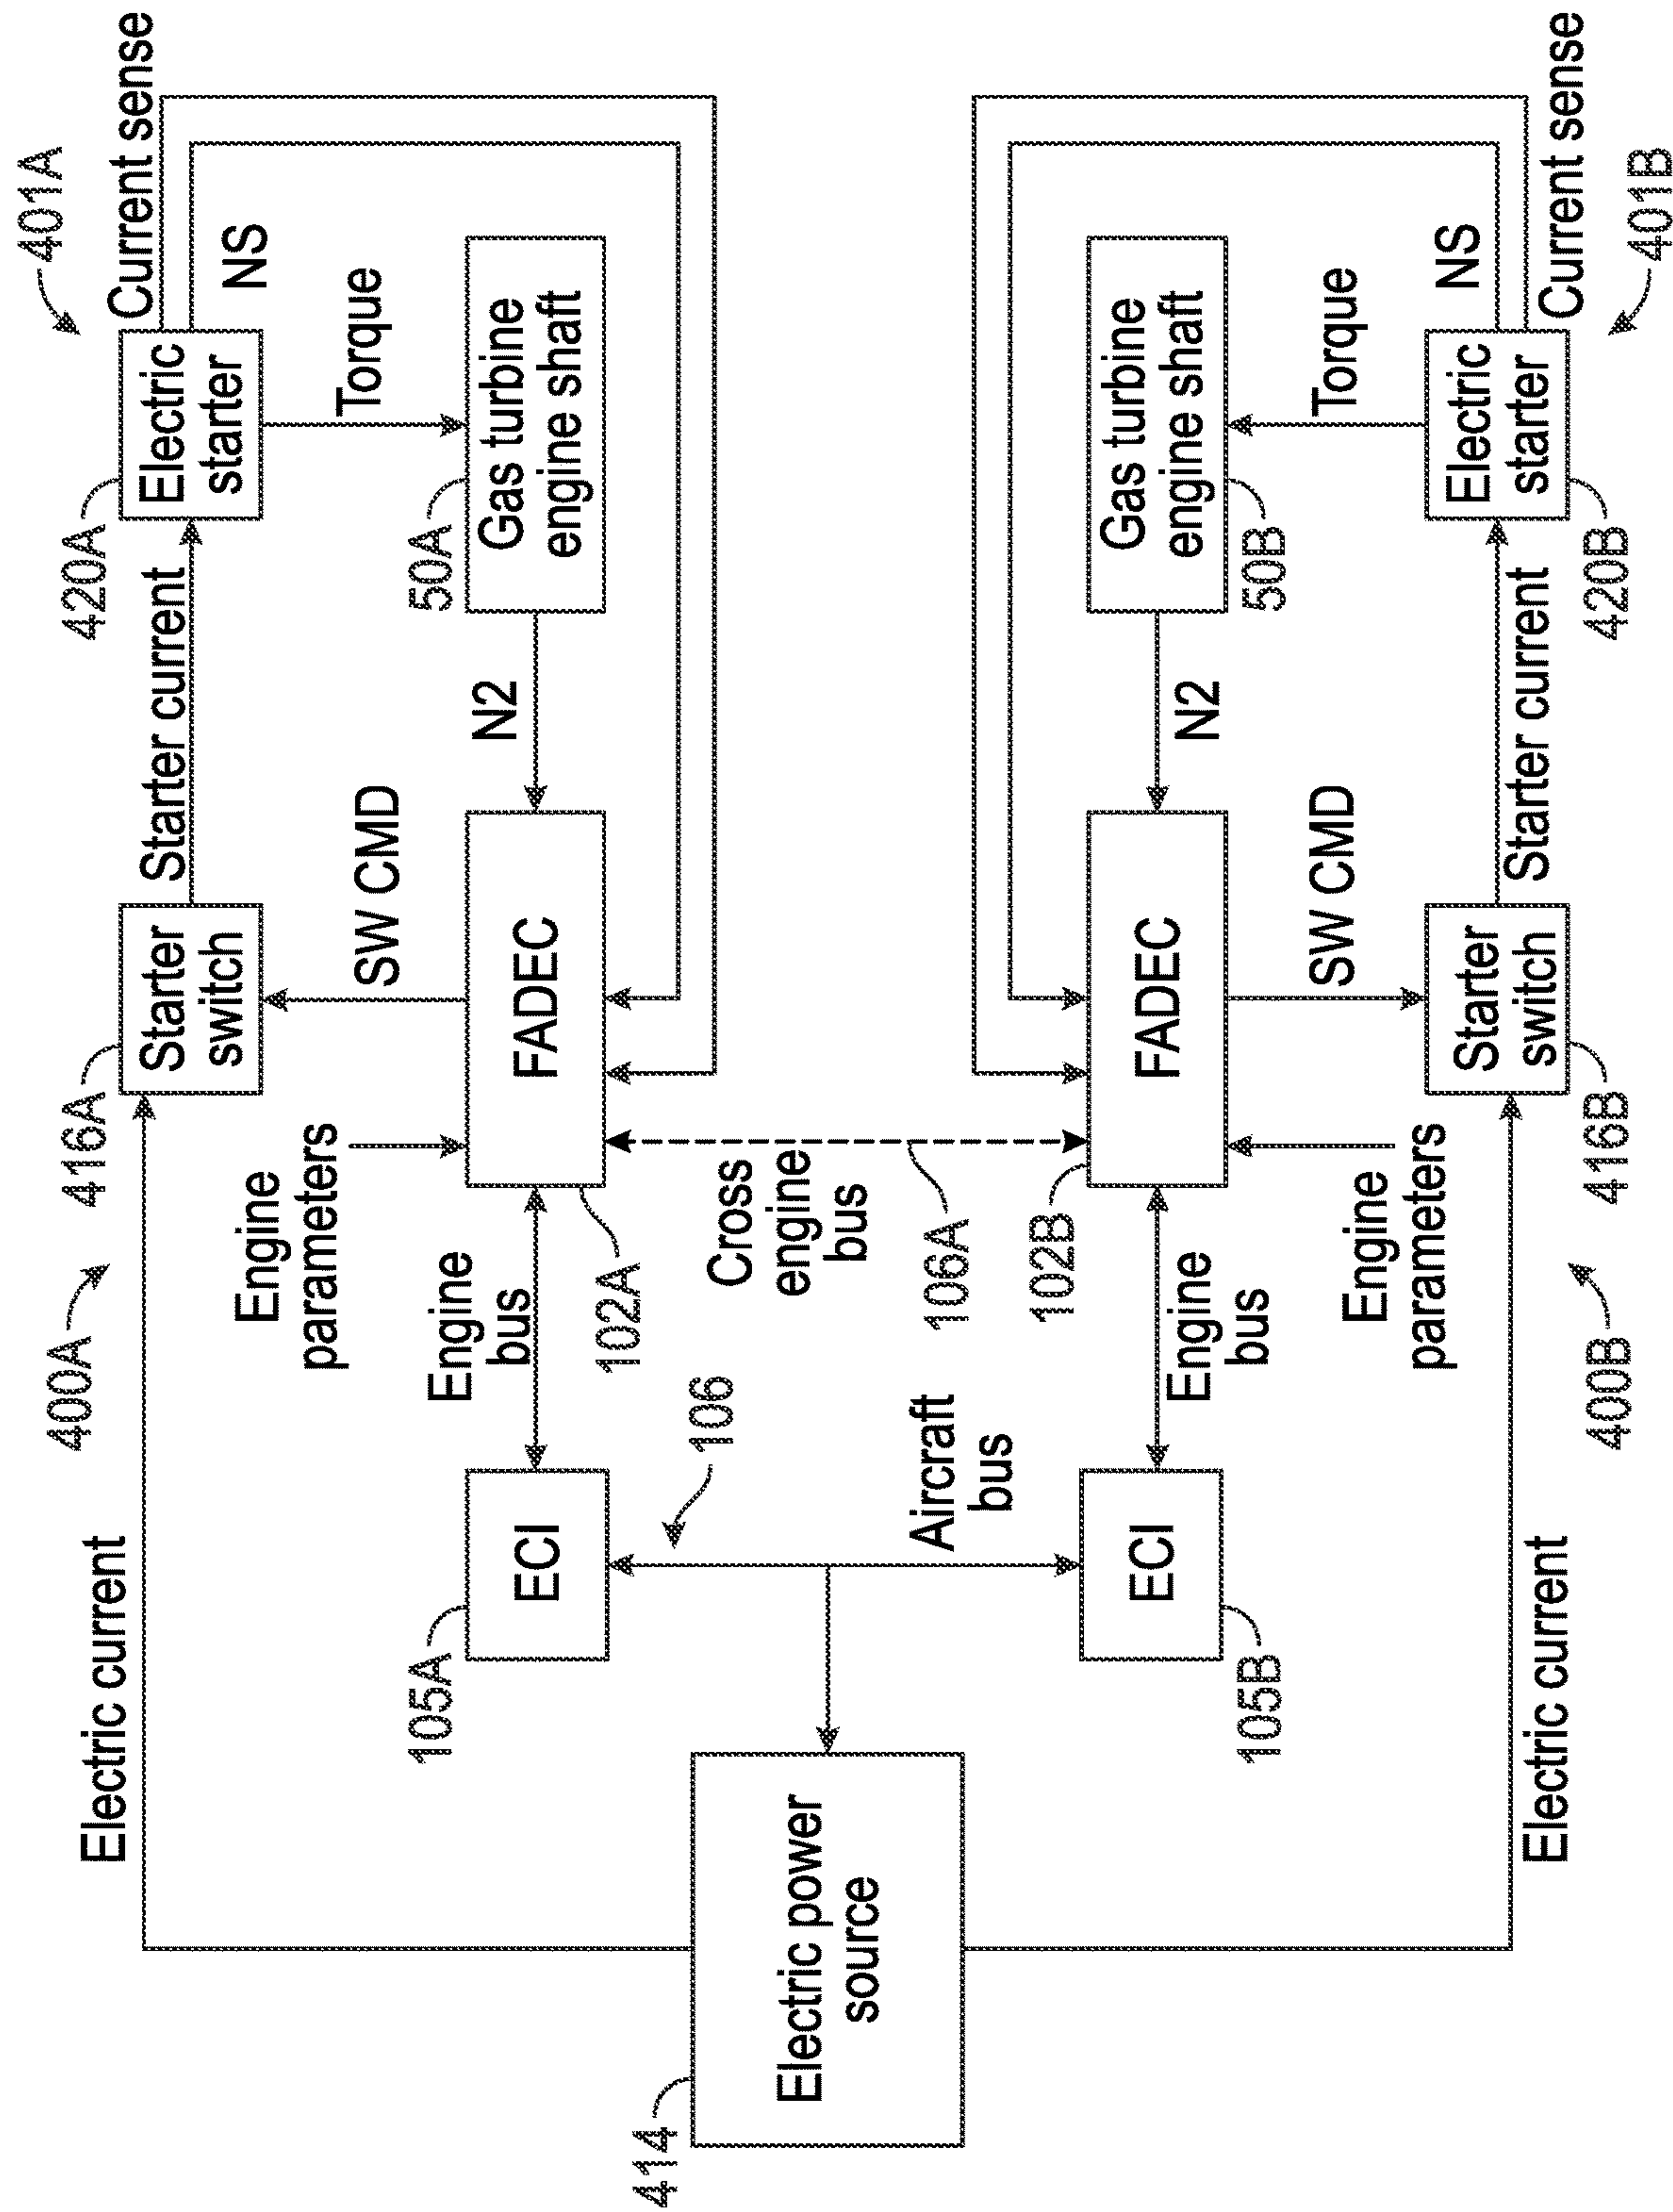 401A
Current sense
420A
Electric
starter
NS
Starter current
Torque
416A
Starter
switch
50A
Gas turbine
engine shaft
SW CMD
N2
400A
Engine
parameters
FADEC
Electric current
Engine
bus
102A
105A
ECI
106
Cross
engine
bus
106A
Aircraft
bus
414
Electric power
source
102B
FADEC
N2
Gas turbine
engine shaft
50B
ECI
105B
Engine
bus
Engine
parameters
SW CMD
Torque
NS
Starter
switch
416B
Starter current
Electric
starter
420B
Current sense
401B
Electric current
400B